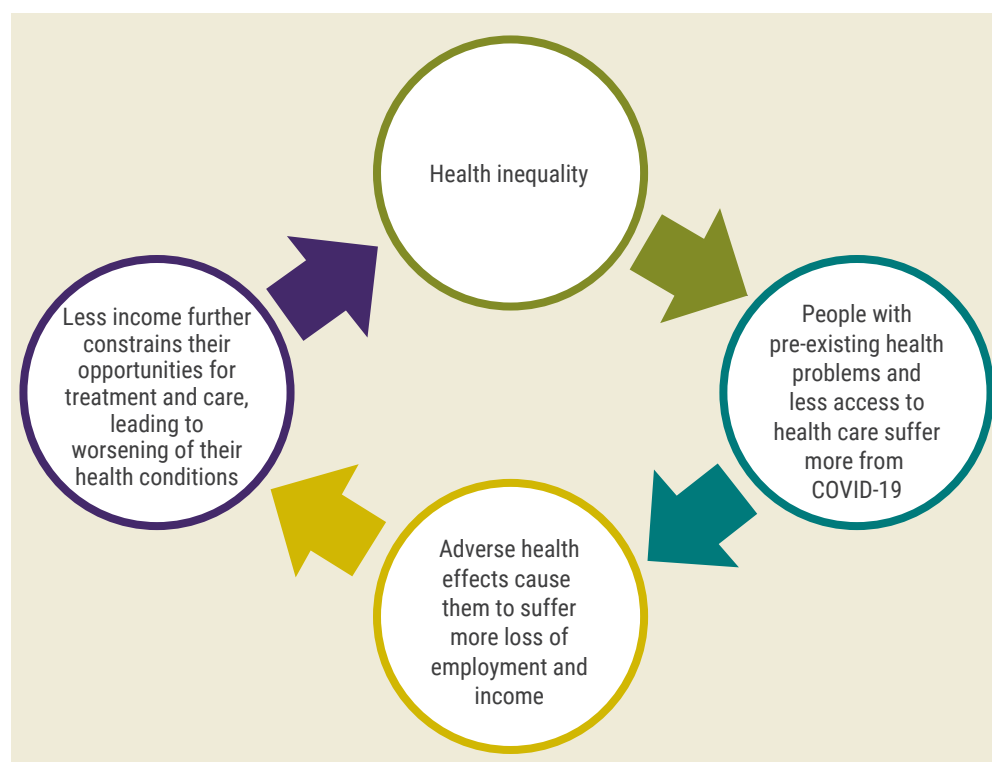 Health inequality
People with
pre-existing health
problems and
less access to
health care suffer
more from
COVID-19
Adverse health
effects cause
them to suffer
more loss of
employment and
income
Less income further
constrains their
opportunities for
treatment and care,
leading to
worsening of their
health conditions